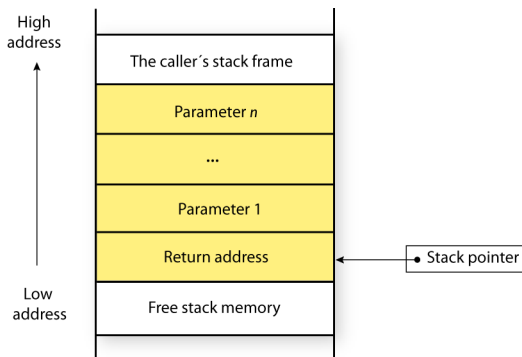 High
address
The caller´s stack frame
Parameter n
...
Parameter 1
Return address
Stack pointer
Low
address
Free stack memory